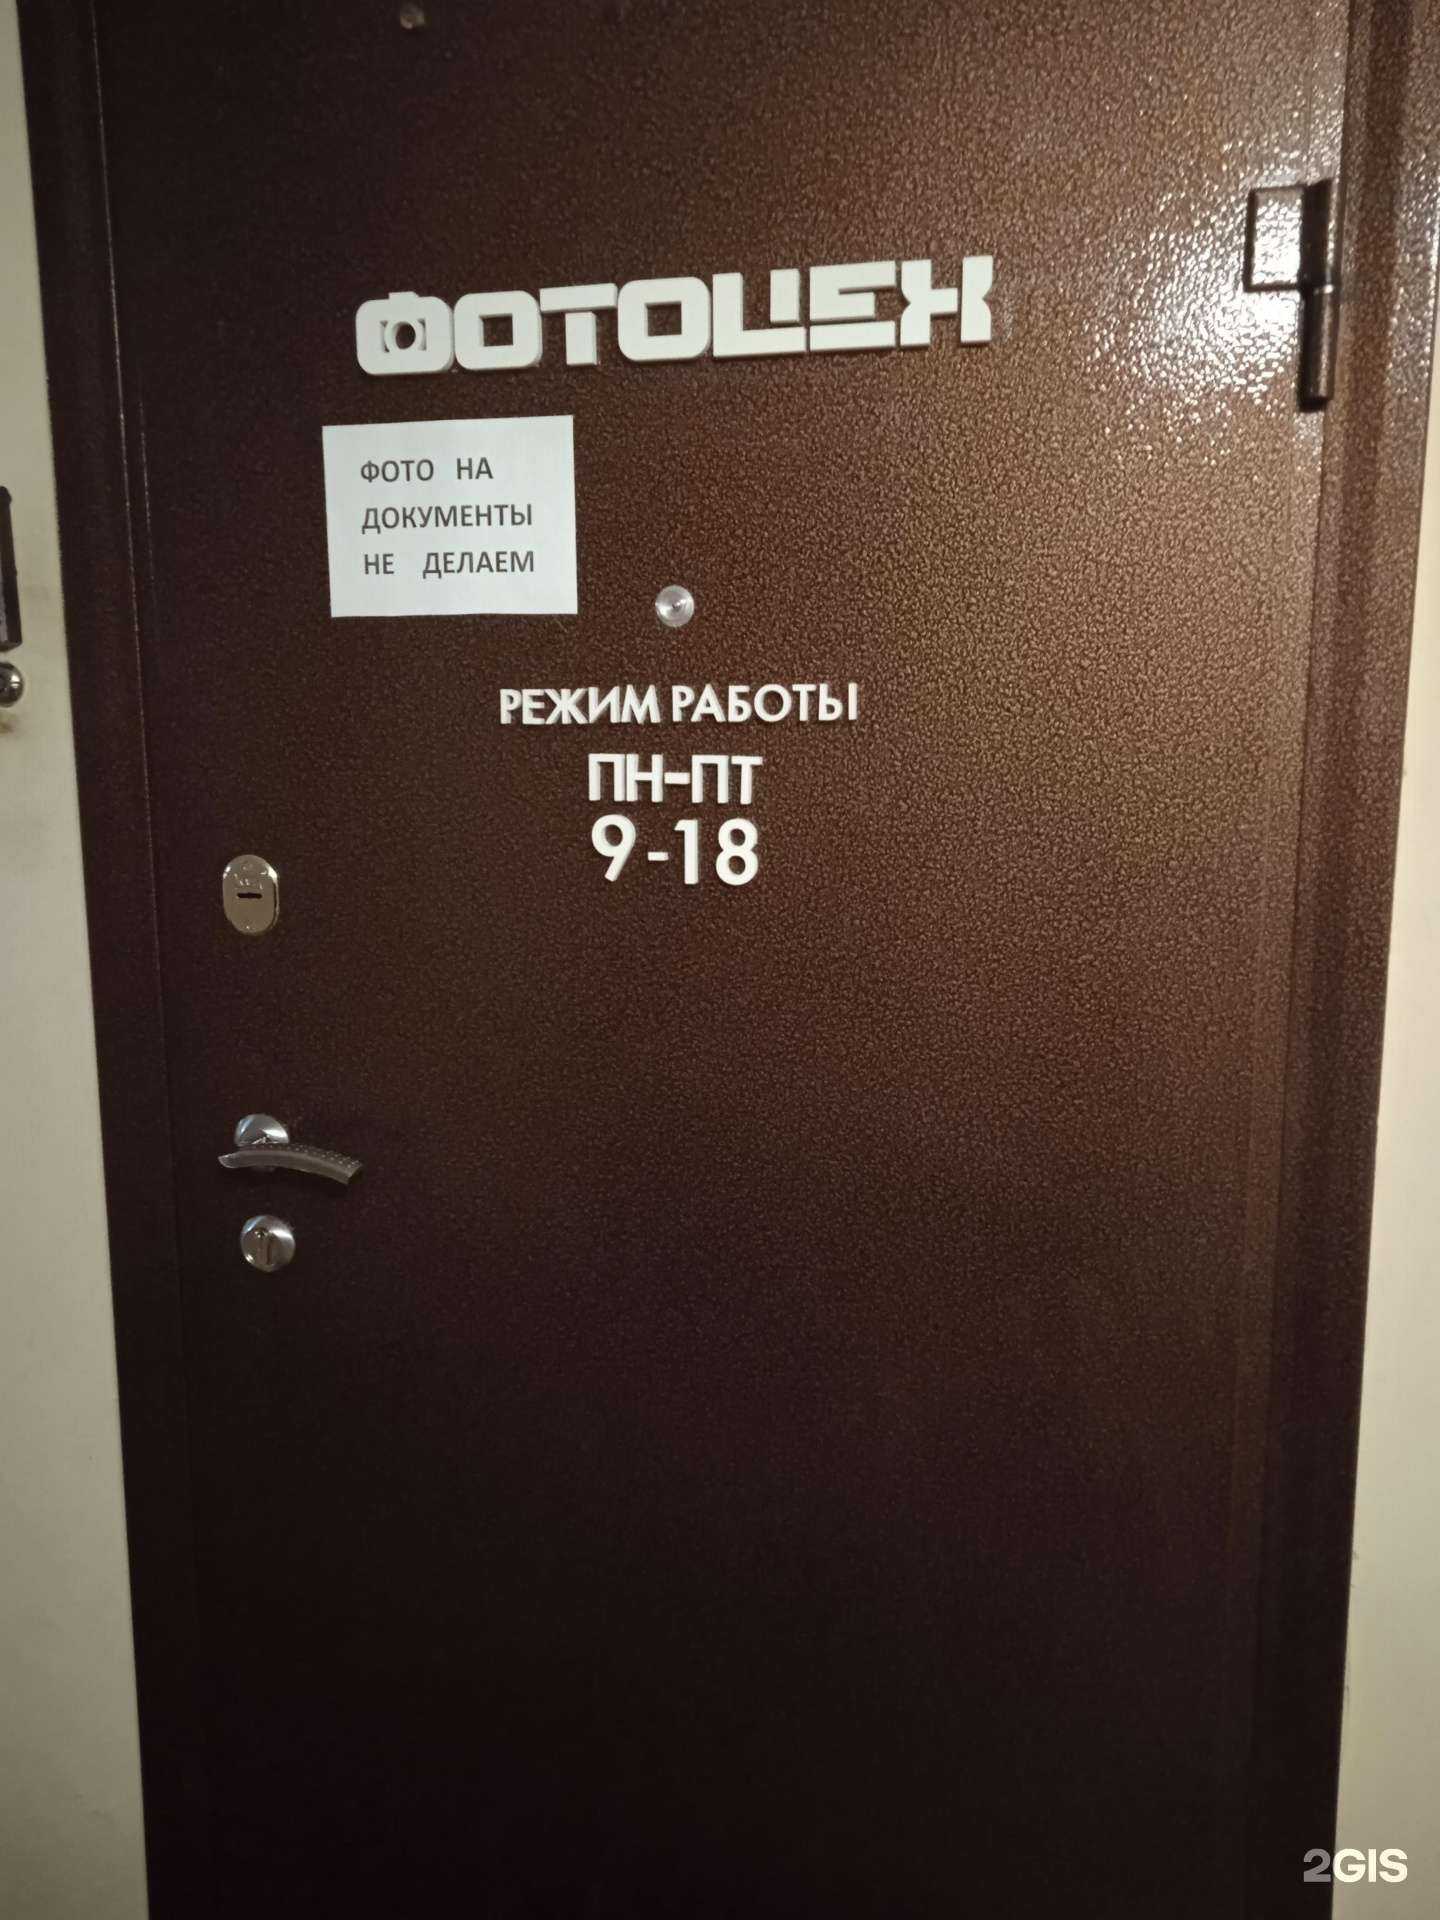 ФОТОЦЕХ
ФОТО НА
ДОКУМЕНТЫ
НЕ ДЕЛАЕМ
РЕЖИМ РАБОТЫ
ПН-ПТ
9-18
2GIS